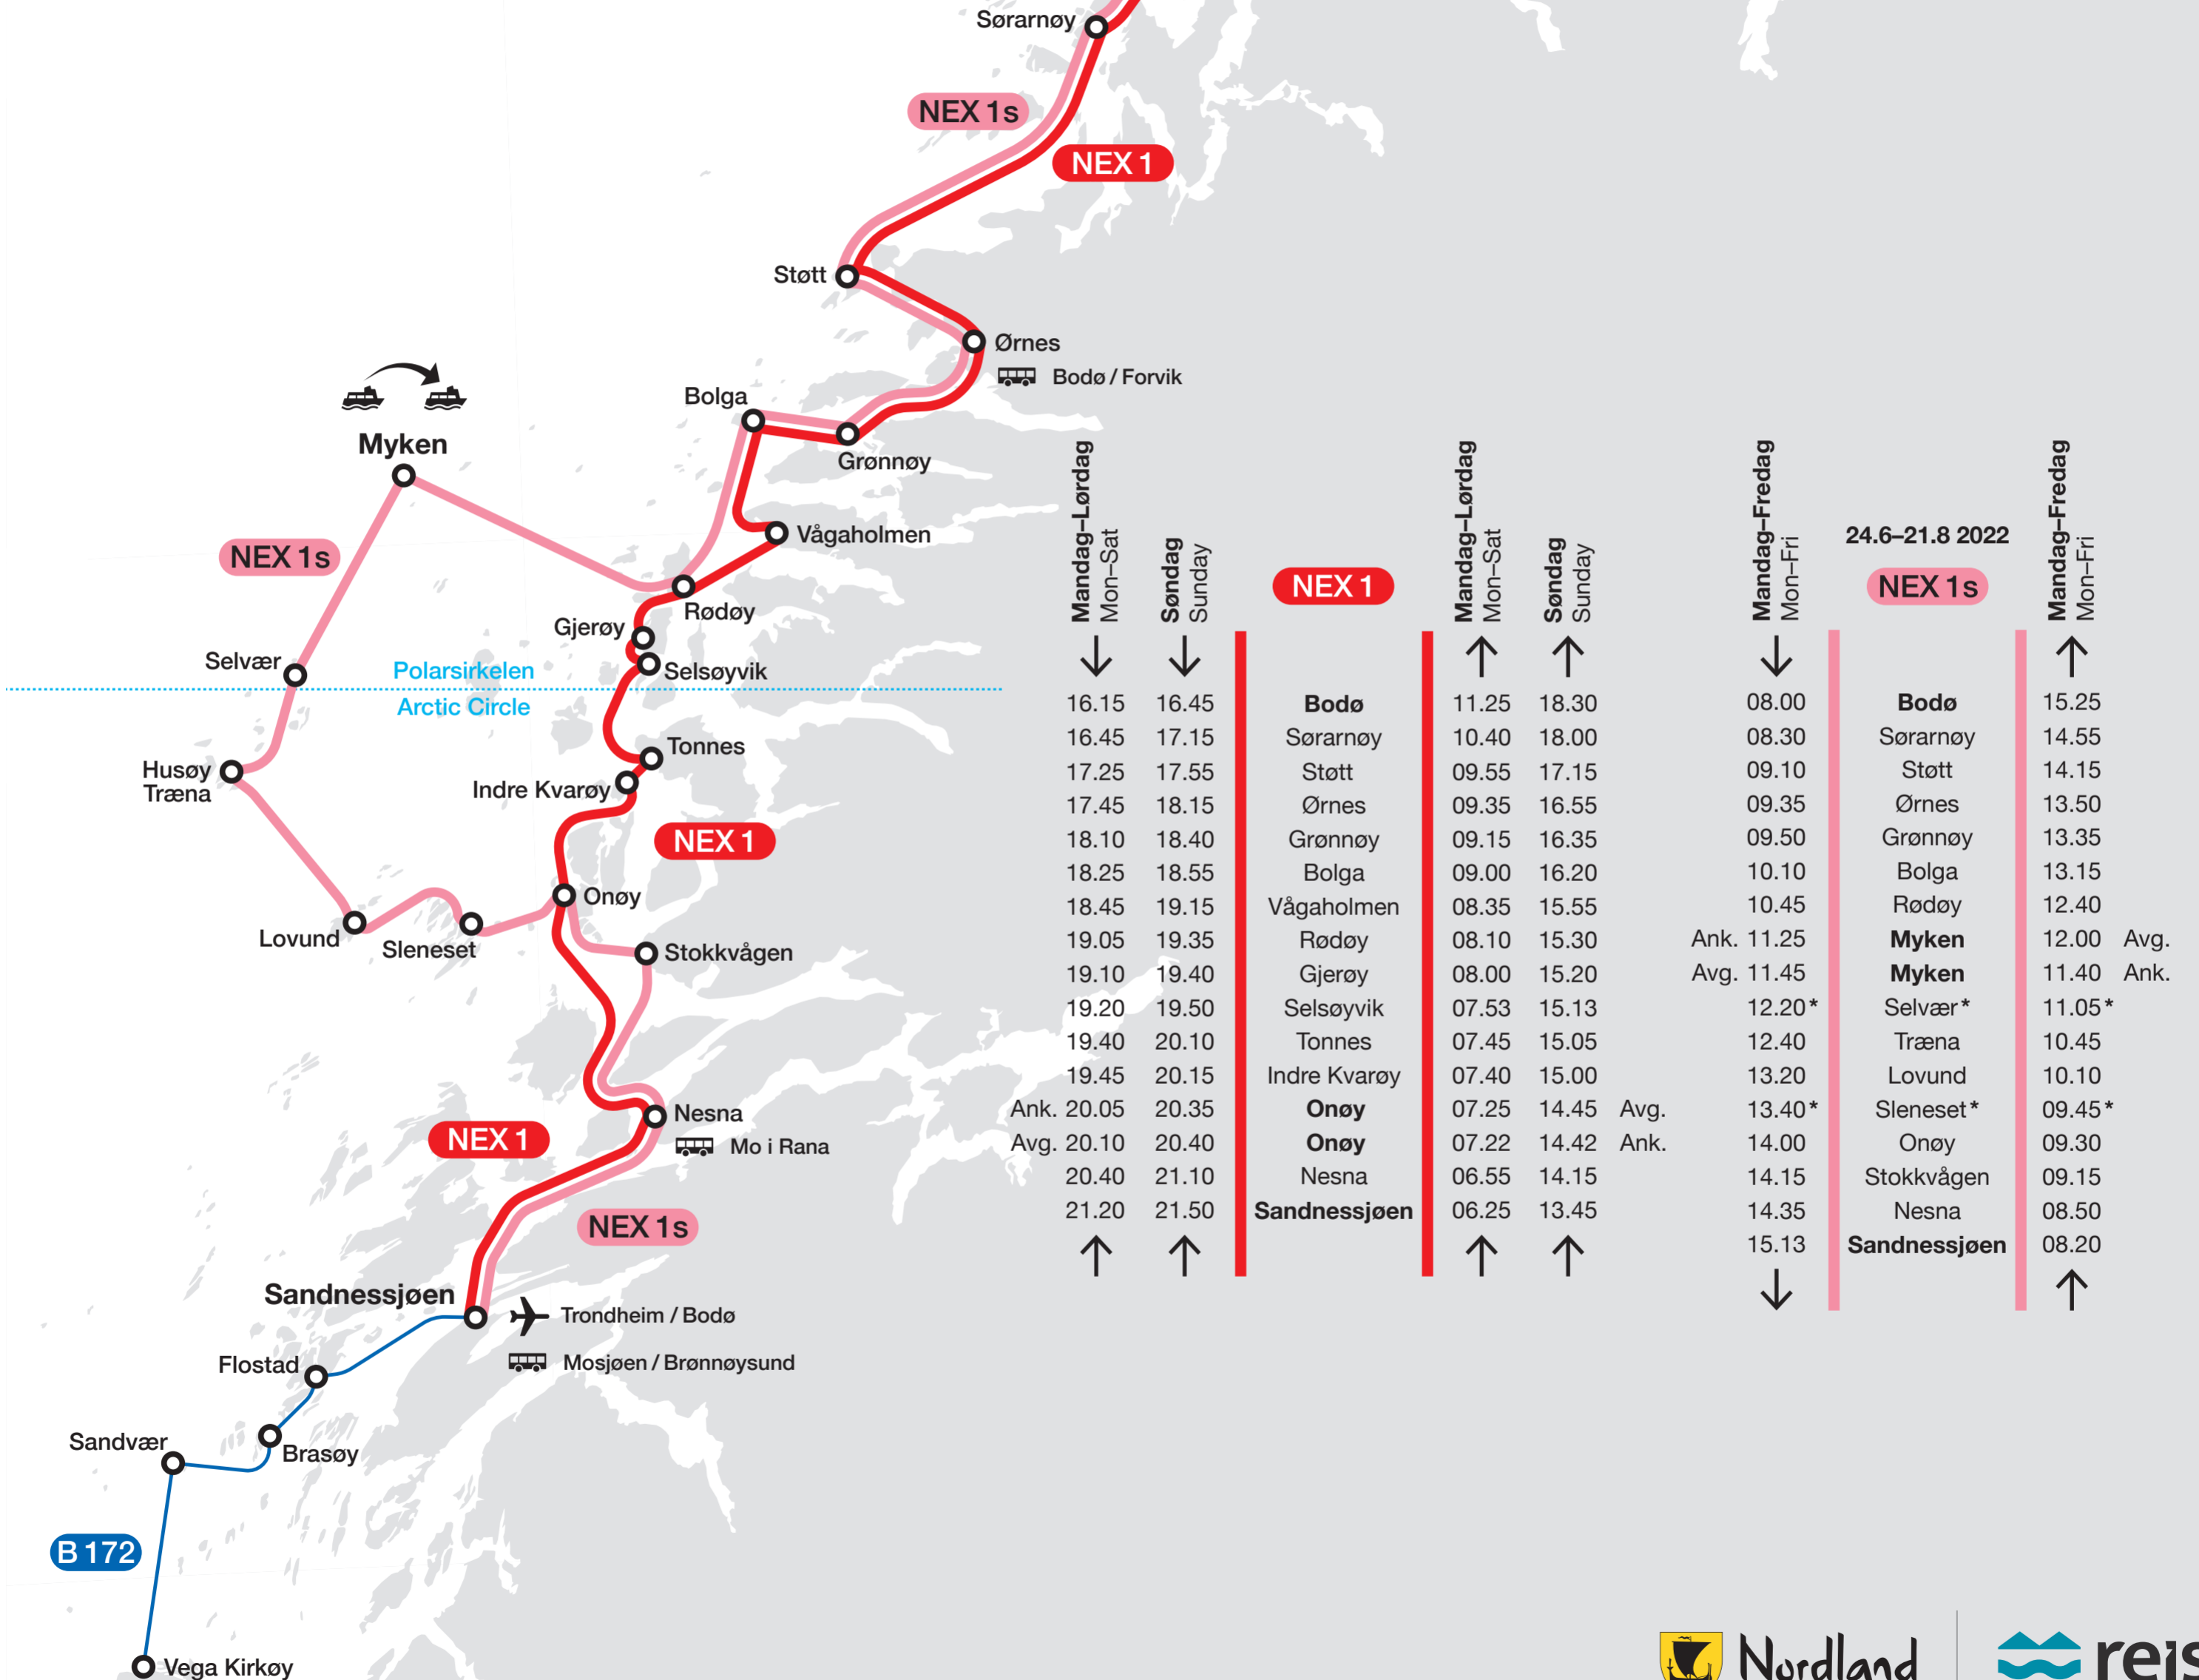 Sørarnøy
NEX 1s
NEX 1
Støtt
Ørnes
Bodø / Forvik
Bolga
Grønnøy
Myken
Vågaholmen
NEX 1s
Rødøy
Gjerøy
Selværr
Selsøyvik
Polarsirkelen
Arctic Circle
Tonnes
Husøy
Træna
Indre Kvarøy
NEX 1
Onøy
Lovund
Sleneset
Stokkvågen
Nesna
Mo i Rana
NEX 1
NEX 1s
Sandnessjøen
Trondheim / Bodø
Mosjøen / Brønnøysund
Flostad
Sandvær
Brasøy
B 172
Vega Kirkøy
Mandag–Lørdag
Mon–Sat
Søndag
Sunday
NEX 1
Mandag–Lørdag
Mon–Sat
Søndag
Sunday
16.15 16.45 Bodø 11.25 18.30
16.45 17.15 Sørarnøy 10.40 18.00
17.25 17.55 Støtt 09.55 17.15
17.45 18.15 Ørnes 09.35 16.55
18.10 18.40 Grønnøy 09.15 16.35
18.25 18.55 Bolga 09.00 16.20
18.45 19.15 Vågaholmen 08.35 15.55
19.05 19.35 Rødøy 08.10 15.30
19.10 19.40 Gjerøy 08.00 15.20
19.20 19.50 Selsøyvik 07.53 15.13
19.40 20.10 Tonnes 07.45 15.05
19.45 20.15 Indre Kvarøy 07.40 15.00
Ank. 20.05 20.35 Onøy 07.25 14.45 Avg.
Avg. 20.10 20.40 Onøy 07.22 14.42 Ank.
20.40 21.10 Nesna 06.55 14.15
21.20 21.50 Sandnessjøen 06.25 13.45
Mandag–Fredag
Mon–Fri
24.6–21.8 2022
NEX 1s
Mandag–Fredag
Mon–Fri
08.00 Bodø 15.25
08.30 Sørarnøy 14.55
09.10 Støtt 14.15
09.35 Ørnes 13.50
09.50 Grønnøy 13.35
10.10 Bolga 13.15
10.45 Rødøy 12.40
Ank. 11.25 Myken 12.00 Avg.
Avg. 11.45 Myken 11.40 Ank.
12.20* Selvær* 11.05*
12.40 Træna 10.45
13.20 Lovund 10.10
13.40* Sleneset* 09.45*
14.00 Onøy 09.30
14.15 Stokkvågen 09.15
14.35 Nesna 08.50
15.13 Sandnessjøen 08.20
Nordland
reis